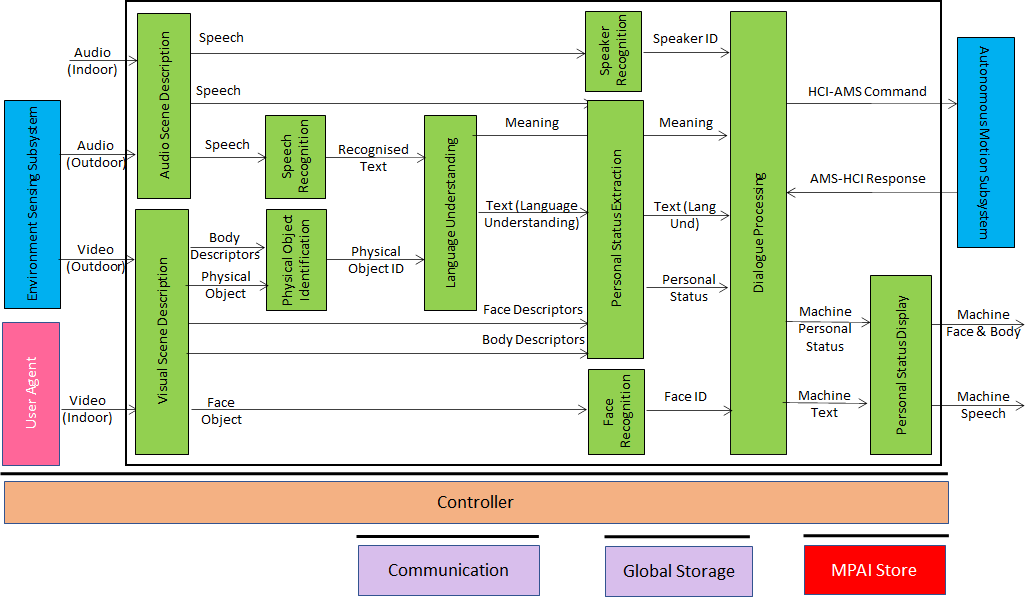 Audio
(Indoor)
Environment Sensing Subsystem
Audio
(Outdoor)
Video
(Outdoor)
User Agent
Video
(Indoor)
Audio Scene Description
Visual Scene Description
Speech
Speech
Speech
Speech
Recognition
Recognised
Text
Body
Descriptors
Physical
Object
Physical Object
Identification
Physical
Object ID
Language Understanding
Meaning
Text (Language
Understanding)
Face Descriptors
Body Descriptors
Face
Object
Speaker
Recognition
Speaker ID
Personal Status Extraction
Meaning
Text (Lang
Und)
Personal
Status
Face
Recognition
Face ID
Dialogue Processing
HCI-AMS Command
AMS-HCI Response
Autonomous Motion Subsystem
Machine
Personal
Status
Machine
Text
Personal Status Display
Machine
Face & Body
Machine
Speech
Controller
Communication
Global Storage
MPAI Store